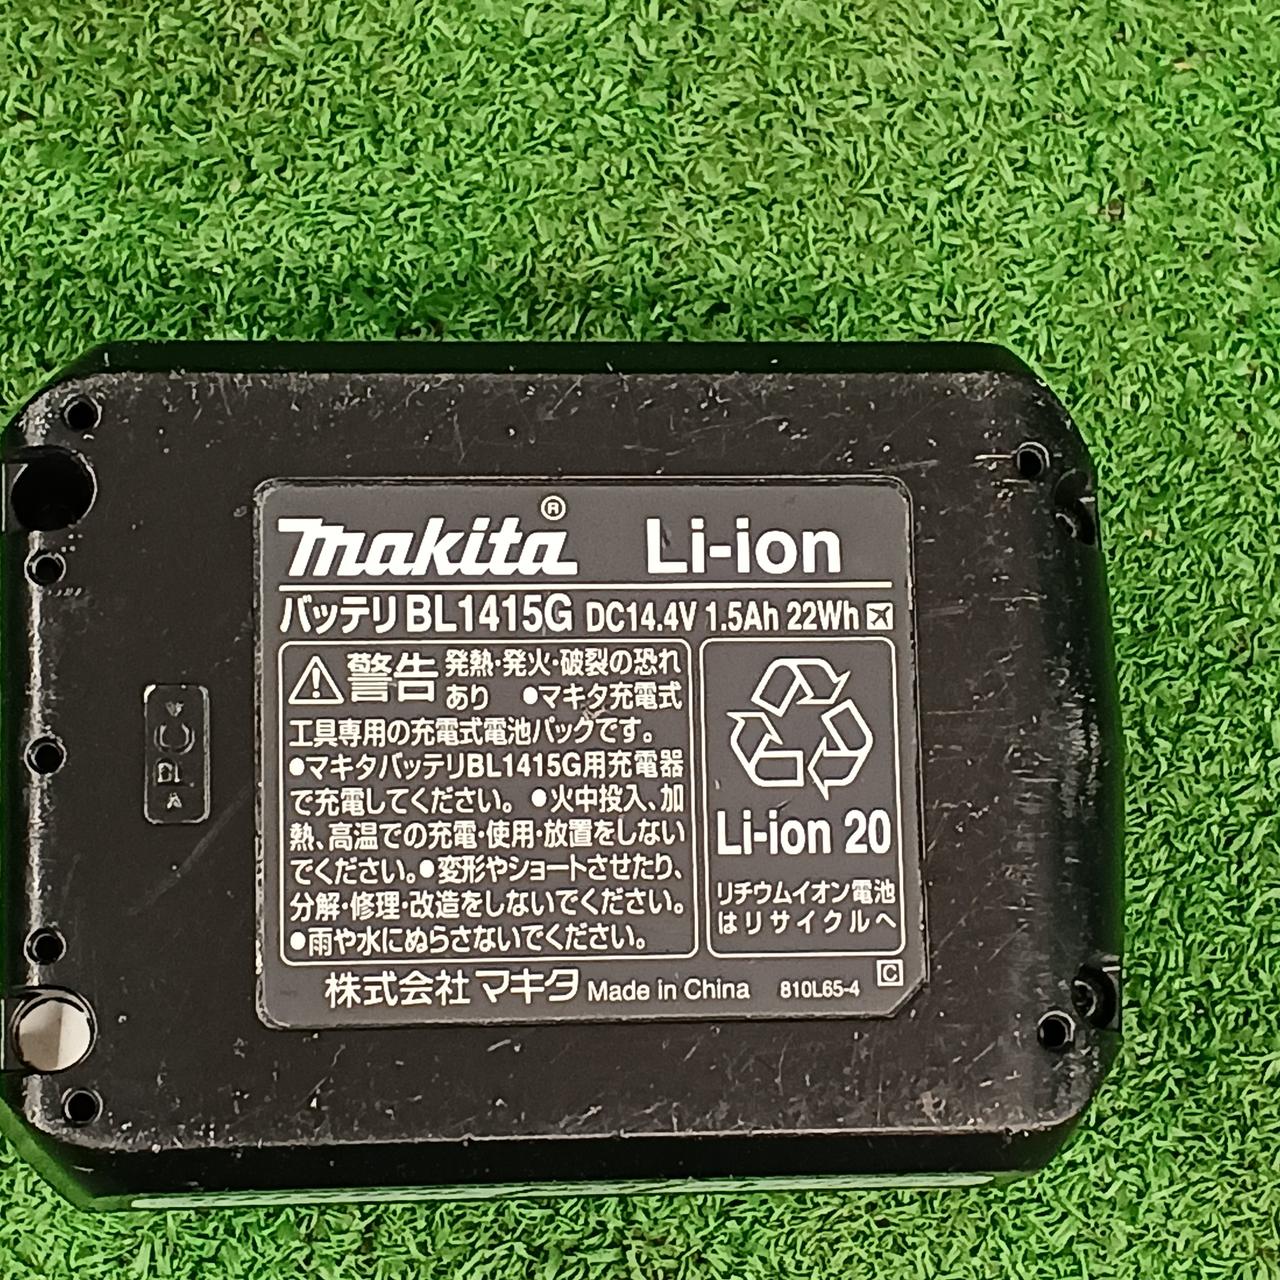 makita® Li-ion
バッテリ BL1415G DC14.4V 1.5Ah 22Wh
警告 発熱・発火・破裂の恐れ
あり ●マキタ充電式
工具専用の充電式電池パックです。
●マキタバッテリBL1415G用充電器
で充電してください。●火中投入、加
熱、高温での充電・使用・放置をしない
でください。●変形やショートさせたり、
分解・修理・改造をしないでください。
●雨や水にぬらさないでください。
Li-ion 20
リチウムイオン電池
はリサイクルへ
株式会社 マキタ Made in China 810L65-4 C